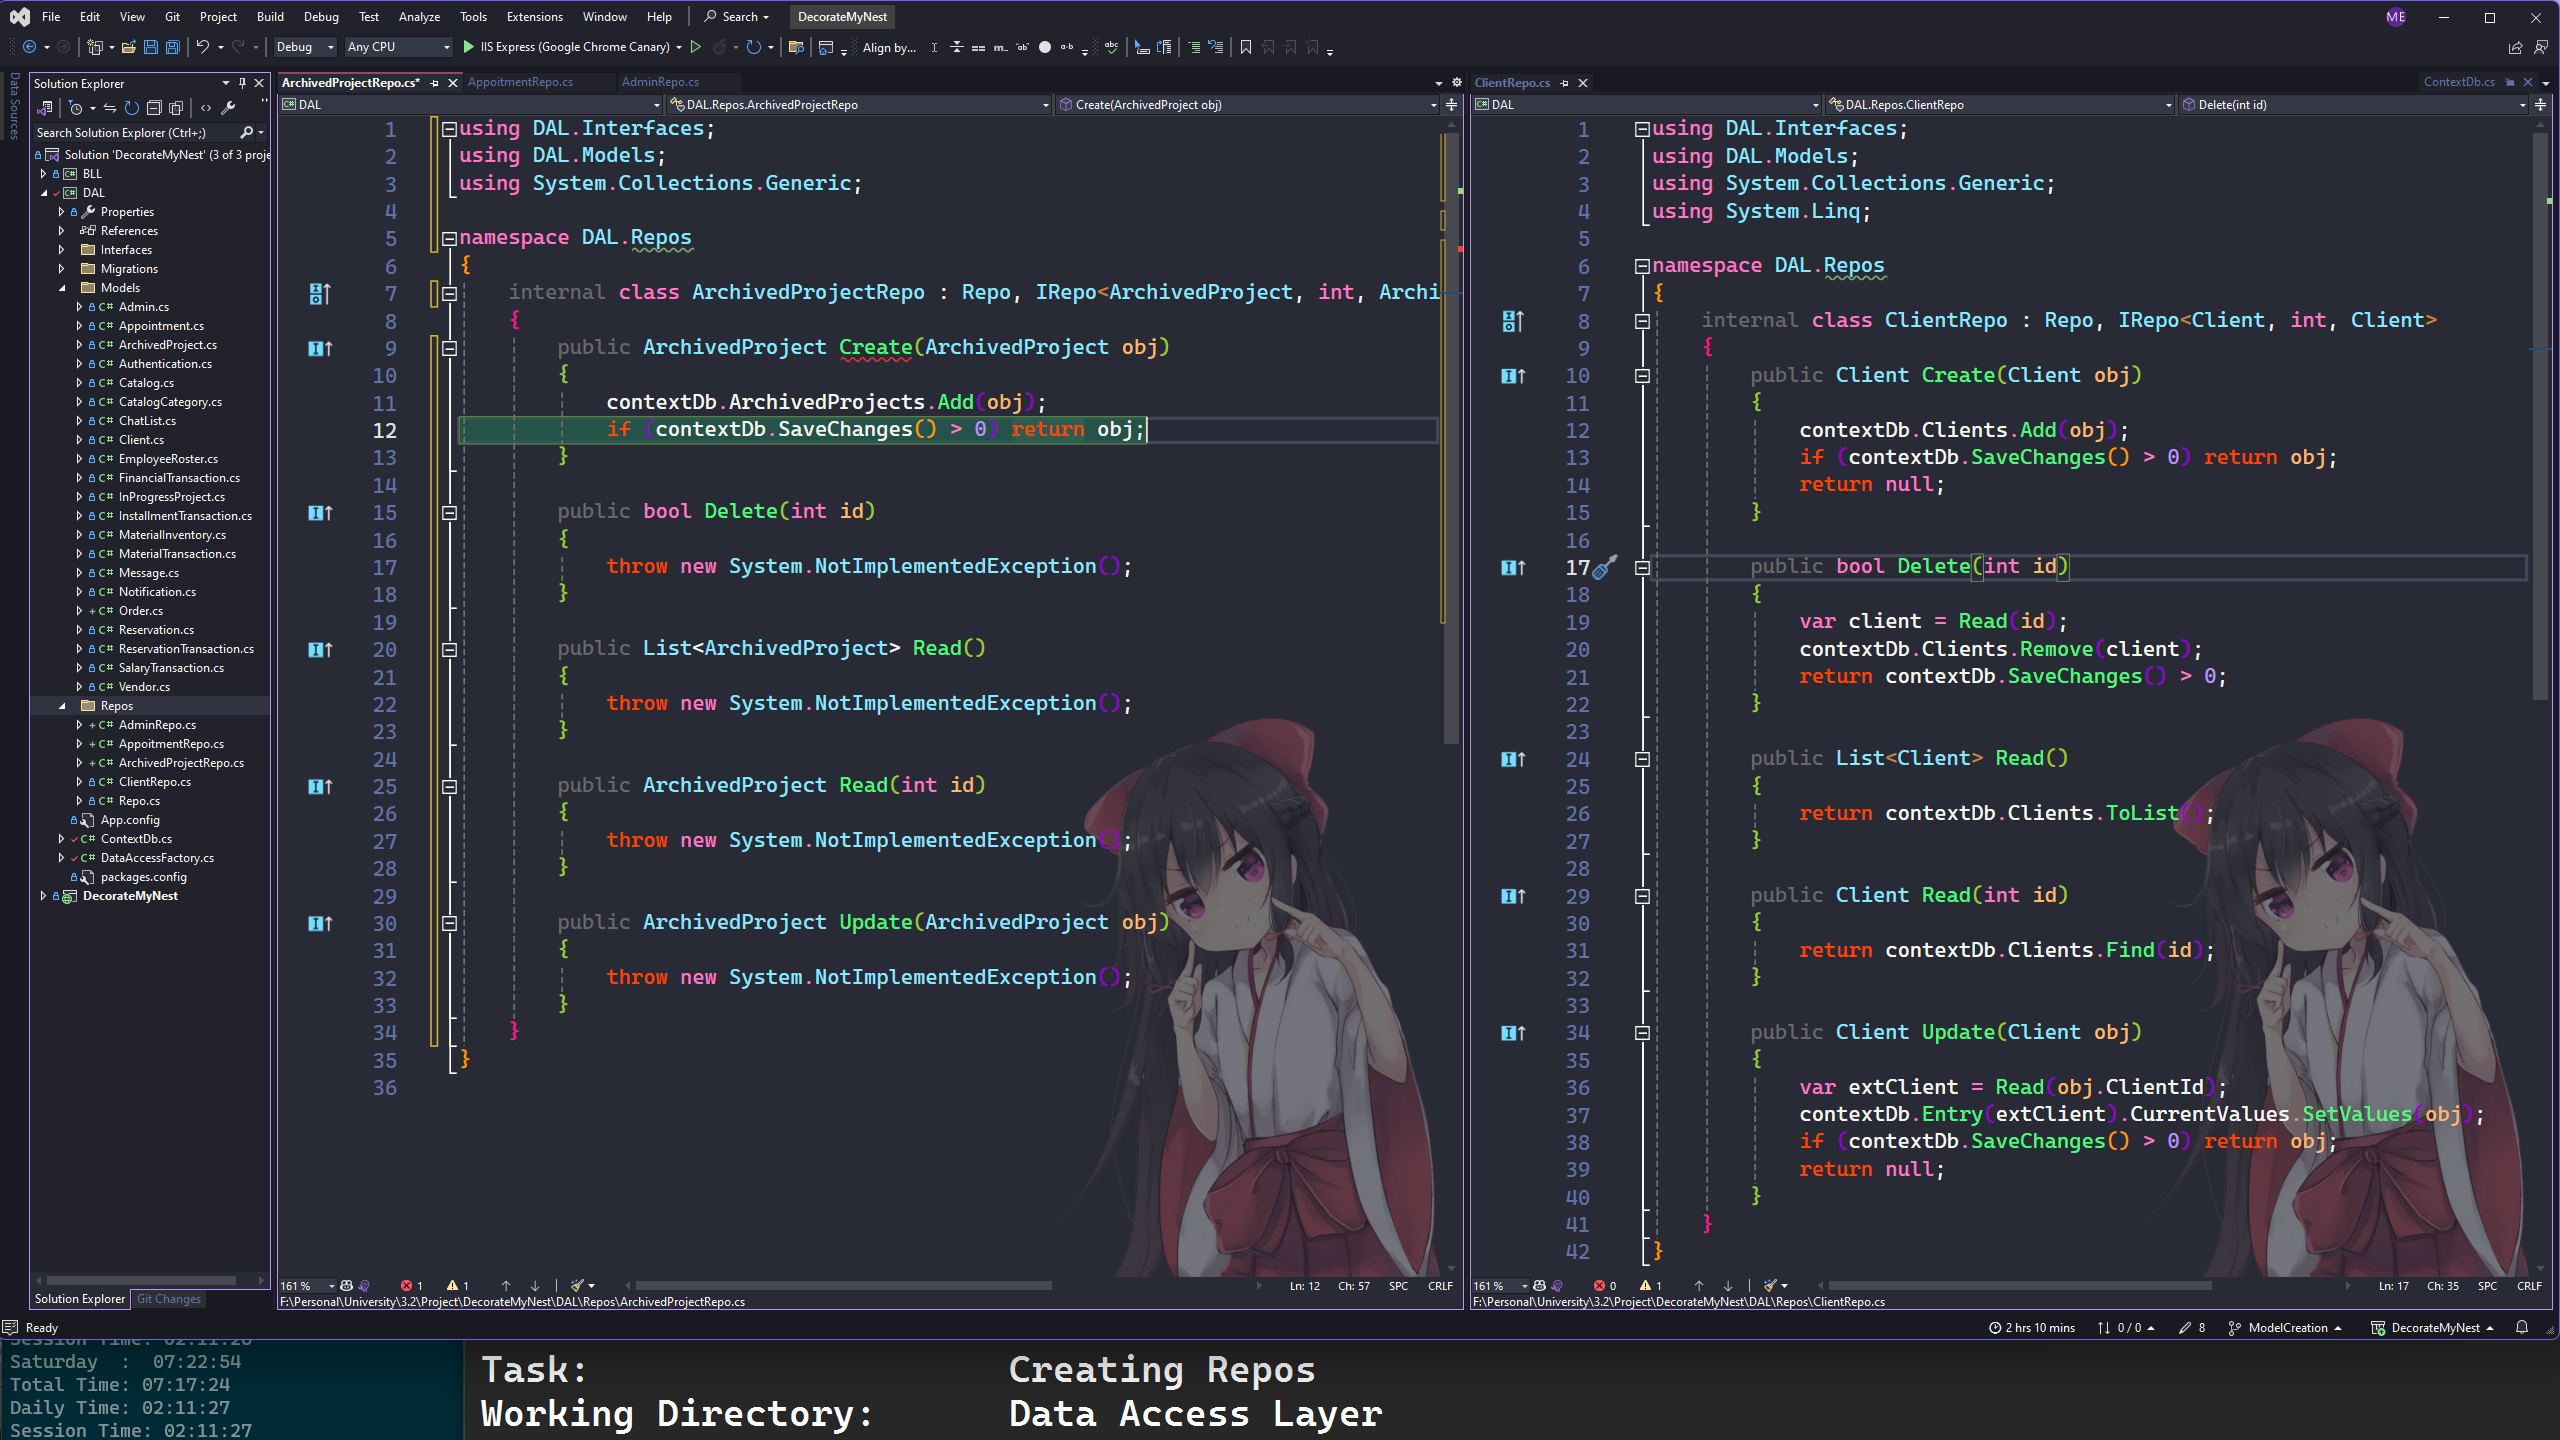 File Edit View Git Project Build Debug Test Analyze Tools Extensions Window Help Search DecorateMyNest ME
Debug Any CPU IIS Express (Google Chrome Canary) Align by...
Data Sources
Solution Explorer
Search Solution Explorer (Ctrl+;)
Solution 'DecorateMyNest' (3 of 3 proje
BLL
DAL
Properties
References
Interfaces
Migrations
Models
C# Admin.cs
C# Appointment.cs
C# ArchivedProject.cs
C# Authentication.cs
C# Catalog.cs
C# CatalogCategory.cs
C# ChatList.cs
C# Client.cs
C# EmployeeRoster.cs
C# FinancialTransaction.cs
C# InProgressProject.cs
C# InstallmentTransaction.cs
C# MaterialInventory.cs
C# MaterialTransaction.cs
C# Message.cs
C# Notification.cs
+ C# Order.cs
C# Reservation.cs
C# ReservationTransaction.cs
C# SalaryTransaction.cs
C# Vendor.cs
Repos
+ C# AdminRepo.cs
+ C# AppoitmentRepo.cs
+ C# ArchivedProjectRepo.cs
C# ClientRepo.cs
C# Repo.cs
App.config
C# ContextDb.cs
C# DataAccessFactory.cs
packages.config
DecorateMyNest
Solution Explorer Git Changes
ArchivedProjectRepo.cs* AppoitmentRepo.cs AdminRepo.cs
DAL DAL.Repos.ArchivedProjectRepo Create(ArchivedProject obj)
1 using DAL.Interfaces;
2 using DAL.Models;
3 using System.Collections.Generic;
4
5 namespace DAL.Repos
6 {
7 internal class ArchivedProjectRepo : Repo, IRepo<ArchivedProject, int, Archi
8 {
9 public ArchivedProject Create(ArchivedProject obj)
10 {
11 contextDb.ArchivedProjects.Add(obj);
12 if (contextDb.SaveChanges() > 0) return obj;
13 }
14
15 public bool Delete(int id)
16 {
17 throw new System.NotImplementedException();
18 }
19
20 public List<ArchivedProject> Read()
21 {
22 throw new System.NotImplementedException();
23 }
24
25 public ArchivedProject Read(int id)
26 {
27 throw new System.NotImplementedException();
28 }
29
30 public ArchivedProject Update(ArchivedProject obj)
31 {
32 throw new System.NotImplementedException();
33 }
34 }
35 }
36
161 % 1 1 Ln: 12 Ch: 57 SPC CRLF
F:\Personal\University\3.2\Project\DecorateMyNest\DAL\Repos\ArchivedProjectRepo.cs
ClientRepo.cs ContextDb.cs
DAL DAL.Repos.ClientRepo Delete(int id)
1 using DAL.Interfaces;
2 using DAL.Models;
3 using System.Collections.Generic;
4 using System.Linq;
5
6 namespace DAL.Repos
7 {
8 internal class ClientRepo : Repo, IRepo<Client, int, Client>
9 {
10 public Client Create(Client obj)
11 {
12 contextDb.Clients.Add(obj);
13 if (contextDb.SaveChanges() > 0) return obj;
14 return null;
15 }
16
17 public bool Delete(int id)
18 {
19 var client = Read(id);
20 contextDb.Clients.Remove(client);
21 return contextDb.SaveChanges() > 0;
22 }
23
24 public List<Client> Read()
25 {
26 return contextDb.Clients.ToList();
27 }
28
29 public Client Read(int id)
30 {
31 return contextDb.Clients.Find(id);
32 }
33
34 public Client Update(Client obj)
35 {
36 var extClient = Read(obj.ClientId);
37 contextDb.Entry(extClient).CurrentValues.SetValues(obj);
38 if (contextDb.SaveChanges() > 0) return obj;
39 return null;
40 }
41 }
42 }
161 % 0 1 Ln: 17 Ch: 35 SPC CRLF
F:\Personal\University\3.2\Project\DecorateMyNest\DAL\Repos\ClientRepo.cs
Ready 2 hrs 10 mins 0 / 0 8 ModelCreation DecorateMyNest
Session Time: 02:11:26
Saturday : 07:22:54
Total Time: 07:17:24
Daily Time: 02:11:27
Session Time: 02:11:27
Task: Creating Repos
Working Directory: Data Access Layer